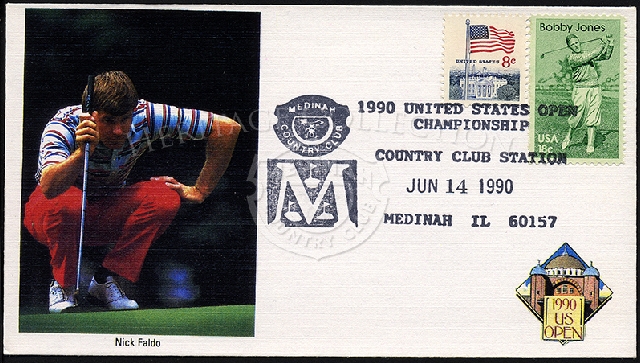 UNITED STATES 8c
Bobby Jones
USA
18c
MEDINAH
COUNTRY CLUB
M
1990 UNITED STATES OPEN
CHAMPIONSHIP
COUNTRY CLUB STATION
JUN 14 1990
MEDINAH IL 60157
1990
US
OPEN
Nick Faldo